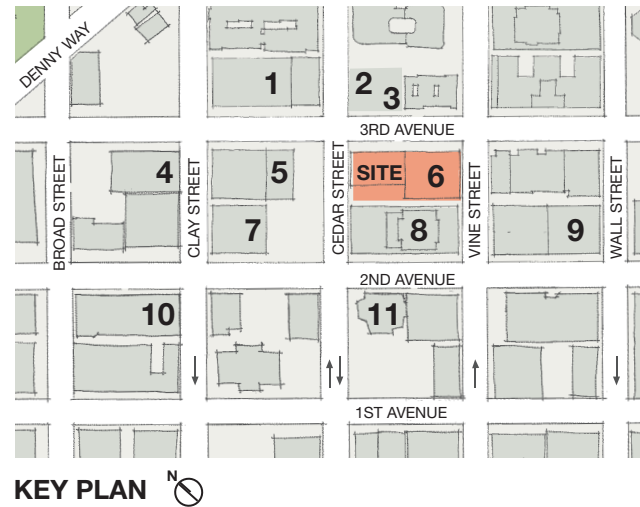 DENNY WAY
1
2
3
3RD AVENUE
BROAD STREET
4
CLAY STREET
5
CEDAR STREET
SITE
6
VINE STREET
WALL STREET
7
8
9
2ND AVENUE
10
11
1ST AVENUE
KEY PLAN
N